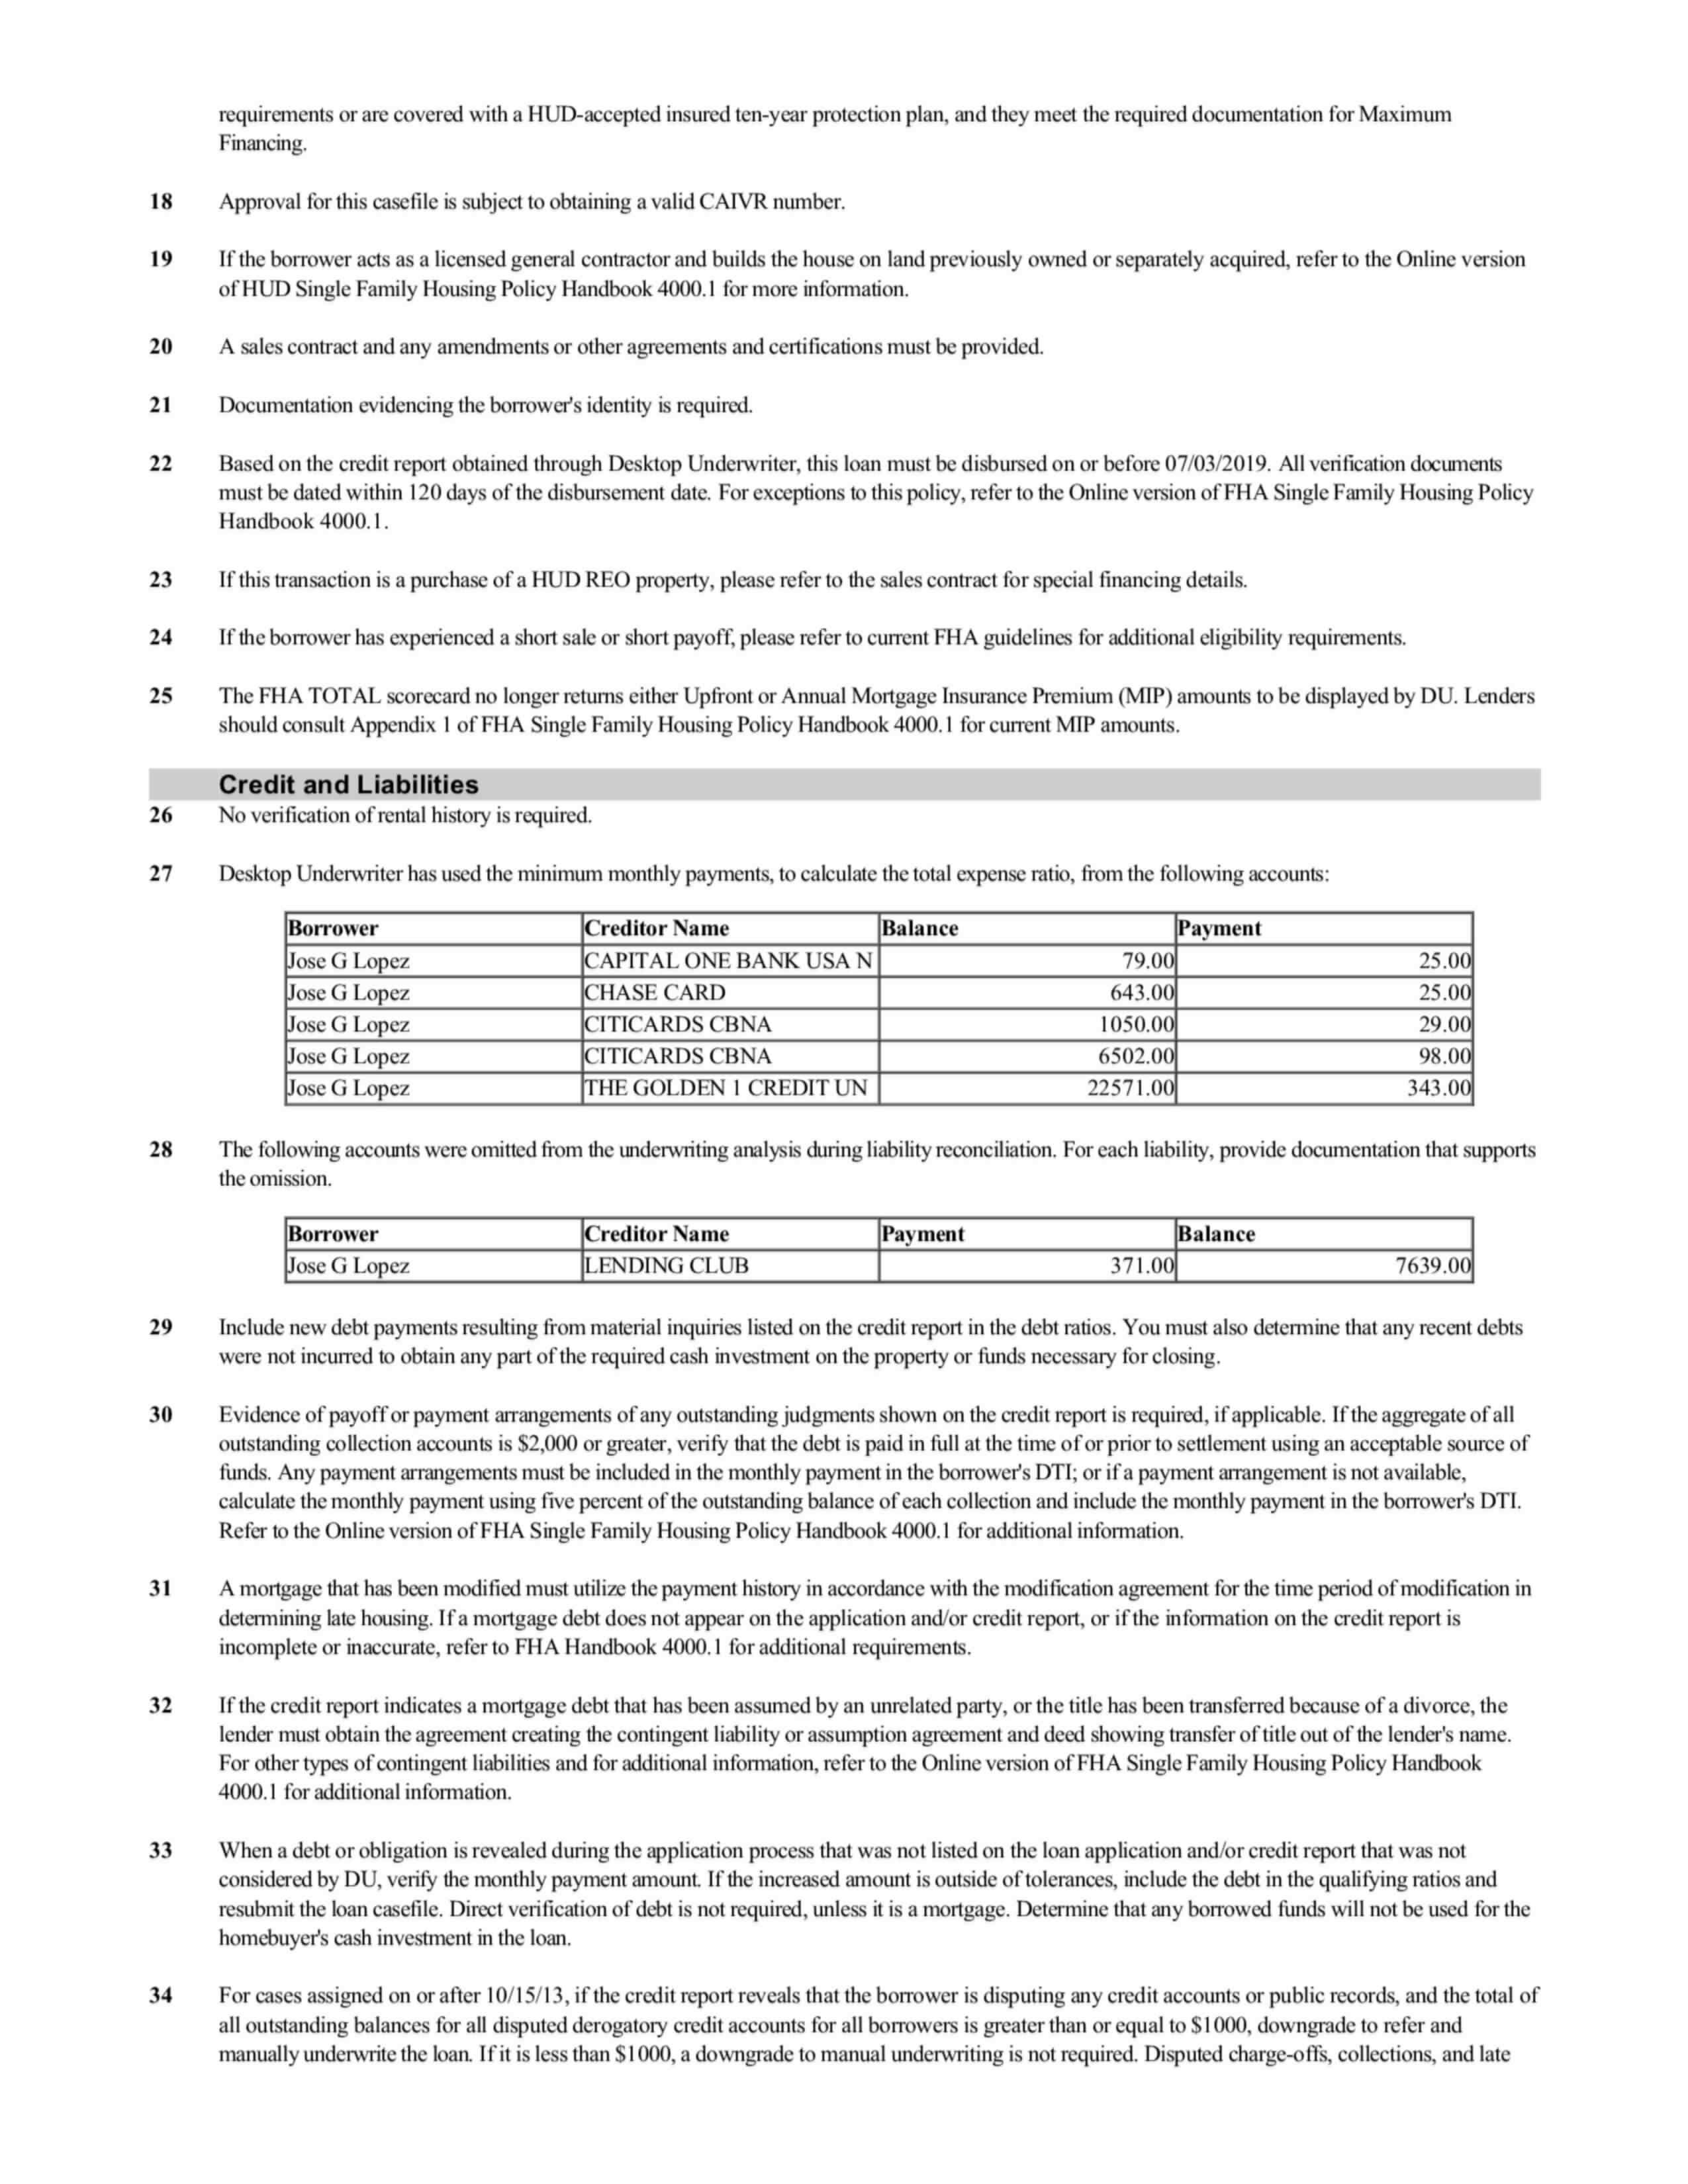 requirements or are covered with a HUD-accepted insured ten-year protection plan, and they meet the required documentation for Maximum
Financing.
18 Approval for this casefile is subject to obtaining a valid CAIVR number.
19 If the borrower acts as a licensed general contractor and builds the house on land previously owned or separately acquired, refer to the Online version
of HUD Single Family Housing Policy Handbook 4000.1 for more information.
20 A sales contract and any amendments or other agreements and certifications must be provided.
21 Documentation evidencing the borrower's identity is required.
22 Based on the credit report obtained through Desktop Underwriter, this loan must be disbursed on or before 07/03/2019. All verification documents
must be dated within 120 days of the disbursement date. For exceptions to this policy, refer to the Online version of FHA Single Family Housing Policy
Handbook 4000.1.
23 If this transaction is a purchase of a HUD REO property, please refer to the sales contract for special financing details.
24 If the borrower has experienced a short sale or short payoff, please refer to current FHA guidelines for additional eligibility requirements.
25 The FHA TOTAL scorecard no longer returns either Upfront or Annual Mortgage Insurance Premium (MIP) amounts to be displayed by DU. Lenders
should consult Appendix 1 of FHA Single Family Housing Policy Handbook 4000.1 for current MIP amounts.
Credit and Liabilities
26 No verification of rental history is required.
27 Desktop Underwriter has used the minimum monthly payments, to calculate the total expense ratio, from the following accounts:
Borrower Creditor Name Balance Payment
Jose G Lopez CAPITAL ONE BANK USA N 79.00 25.00
Jose G Lopez CHASE CARD 643.00 25.00
Jose G Lopez CITICARDS CBNA 1050.00 29.00
Jose G Lopez CITICARDS CBNA 6502.00 98.00
Jose G Lopez THE GOLDEN 1 CREDIT UN 22571.00 343.00
28 The following accounts were omitted from the underwriting analysis during liability reconciliation. For each liability, provide documentation that supports
the omission.
Borrower Creditor Name Payment Balance
Jose G Lopez LENDING CLUB 371.00 7639.00
29 Include new debt payments resulting from material inquiries listed on the credit report in the debt ratios. You must also determine that any recent debts
were not incurred to obtain any part of the required cash investment on the property or funds necessary for closing.
30 Evidence of payoff or payment arrangements of any outstanding judgments shown on the credit report is required, if applicable. If the aggregate of all
outstanding collection accounts is $2,000 or greater, verify that the debt is paid in full at the time of or prior to settlement using an acceptable source of
funds. Any payment arrangements must be included in the monthly payment in the borrower's DTI; or if a payment arrangement is not available,
calculate the monthly payment using five percent of the outstanding balance of each collection and include the monthly payment in the borrower's DTI.
Refer to the Online version of FHA Single Family Housing Policy Handbook 4000.1 for additional information.
31 A mortgage that has been modified must utilize the payment history in accordance with the modification agreement for the time period of modification in
determining late housing. If a mortgage debt does not appear on the application and/or credit report, or if the information on the credit report is
incomplete or inaccurate, refer to FHA Handbook 4000.1 for additional requirements.
32 If the credit report indicates a mortgage debt that has been assumed by an unrelated party, or the title has been transferred because of a divorce, the
lender must obtain the agreement creating the contingent liability or assumption agreement and deed showing transfer of title out of the lender's name.
For other types of contingent liabilities and for additional information, refer to the Online version of FHA Single Family Housing Policy Handbook
4000.1 for additional information.
33 When a debt or obligation is revealed during the application process that was not listed on the loan application and/or credit report that was not
considered by DU, verify the monthly payment amount. If the increased amount is outside of tolerances, include the debt in the qualifying ratios and
resubmit the loan casefile. Direct verification of debt is not required, unless it is a mortgage. Determine that any borrowed funds will not be used for the
homebuyer's cash investment in the loan.
34 For cases assigned on or after 10/15/13, if the credit report reveals that the borrower is disputing any credit accounts or public records, and the total of
all outstanding balances for all disputed derogatory credit accounts for all borrowers is greater than or equal to $1000, downgrade to refer and
manually underwrite the loan. If it is less than $1000, a downgrade to manual underwriting is not required. Disputed charge-offs, collections, and late